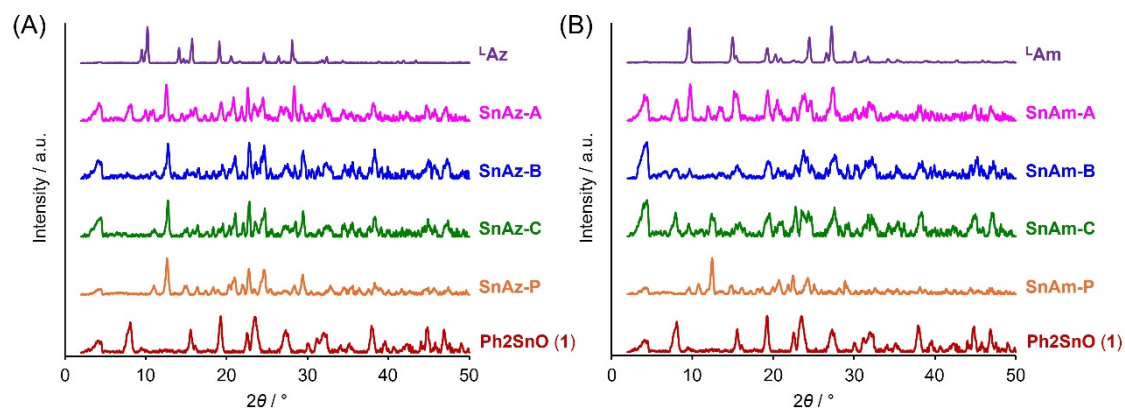 (A)
Intensity / a.u.
ᴸAz
SnAz-A
SnAz-B
SnAz-C
SnAz-P
Ph2SnO (1)
0 10 20 30 40 50
2θ / °
(B)
Intensity / a.u.
ᴸAm
SnAm-A
SnAm-B
SnAm-C
SnAm-P
Ph2SnO (1)
0 10 20 30 40 50
2θ / °